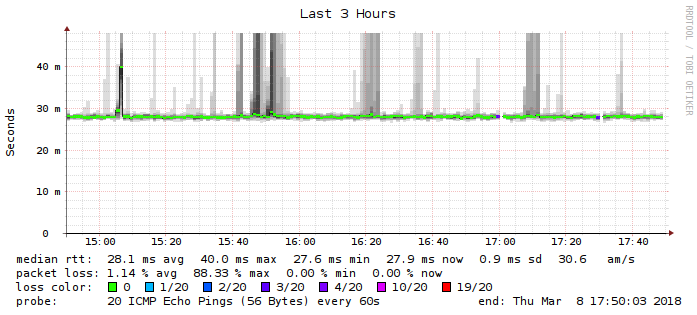 Last 3 Hours
RRDTOOL / TOBI OETIKER
Seconds
40 m
30 m
20 m
10 m
0
15:00 15:20 15:40 16:00 16:20 16:40 17:00 17:20 17:40
median rtt: 28.1 ms avg 40.0 ms max 27.6 ms min 27.9 ms now 0.9 ms sd 30.6 am/s
packet loss: 1.14 % avg 88.33 % max 0.00 % min 0.00 % now
loss color: 0 1/20 2/20 3/20 4/20 10/20 19/20
probe: 20 ICMP Echo Pings (56 Bytes) every 60s end: Thu Mar 8 17:50:03 2018